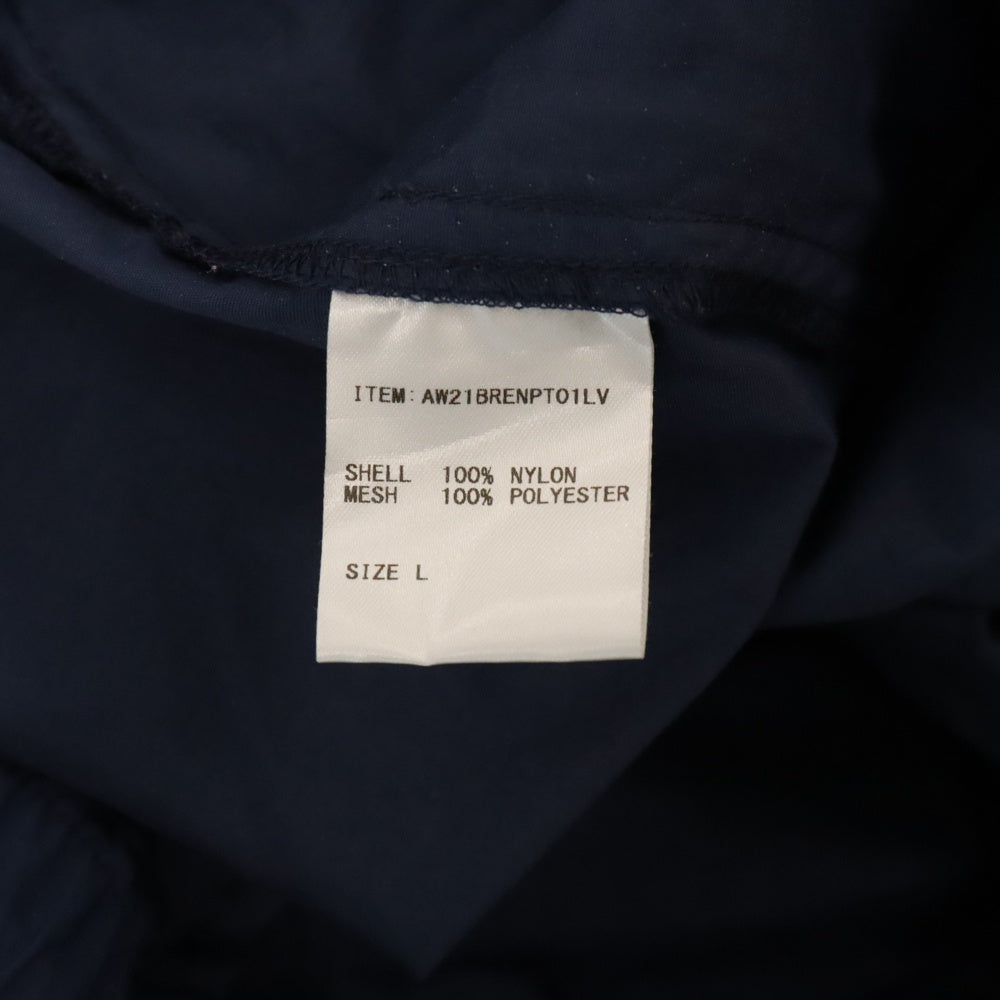 ITEM: AW21BRENPT01LV
SHELL 100% NYLON
MESH 100% POLYESTER
SIZE L